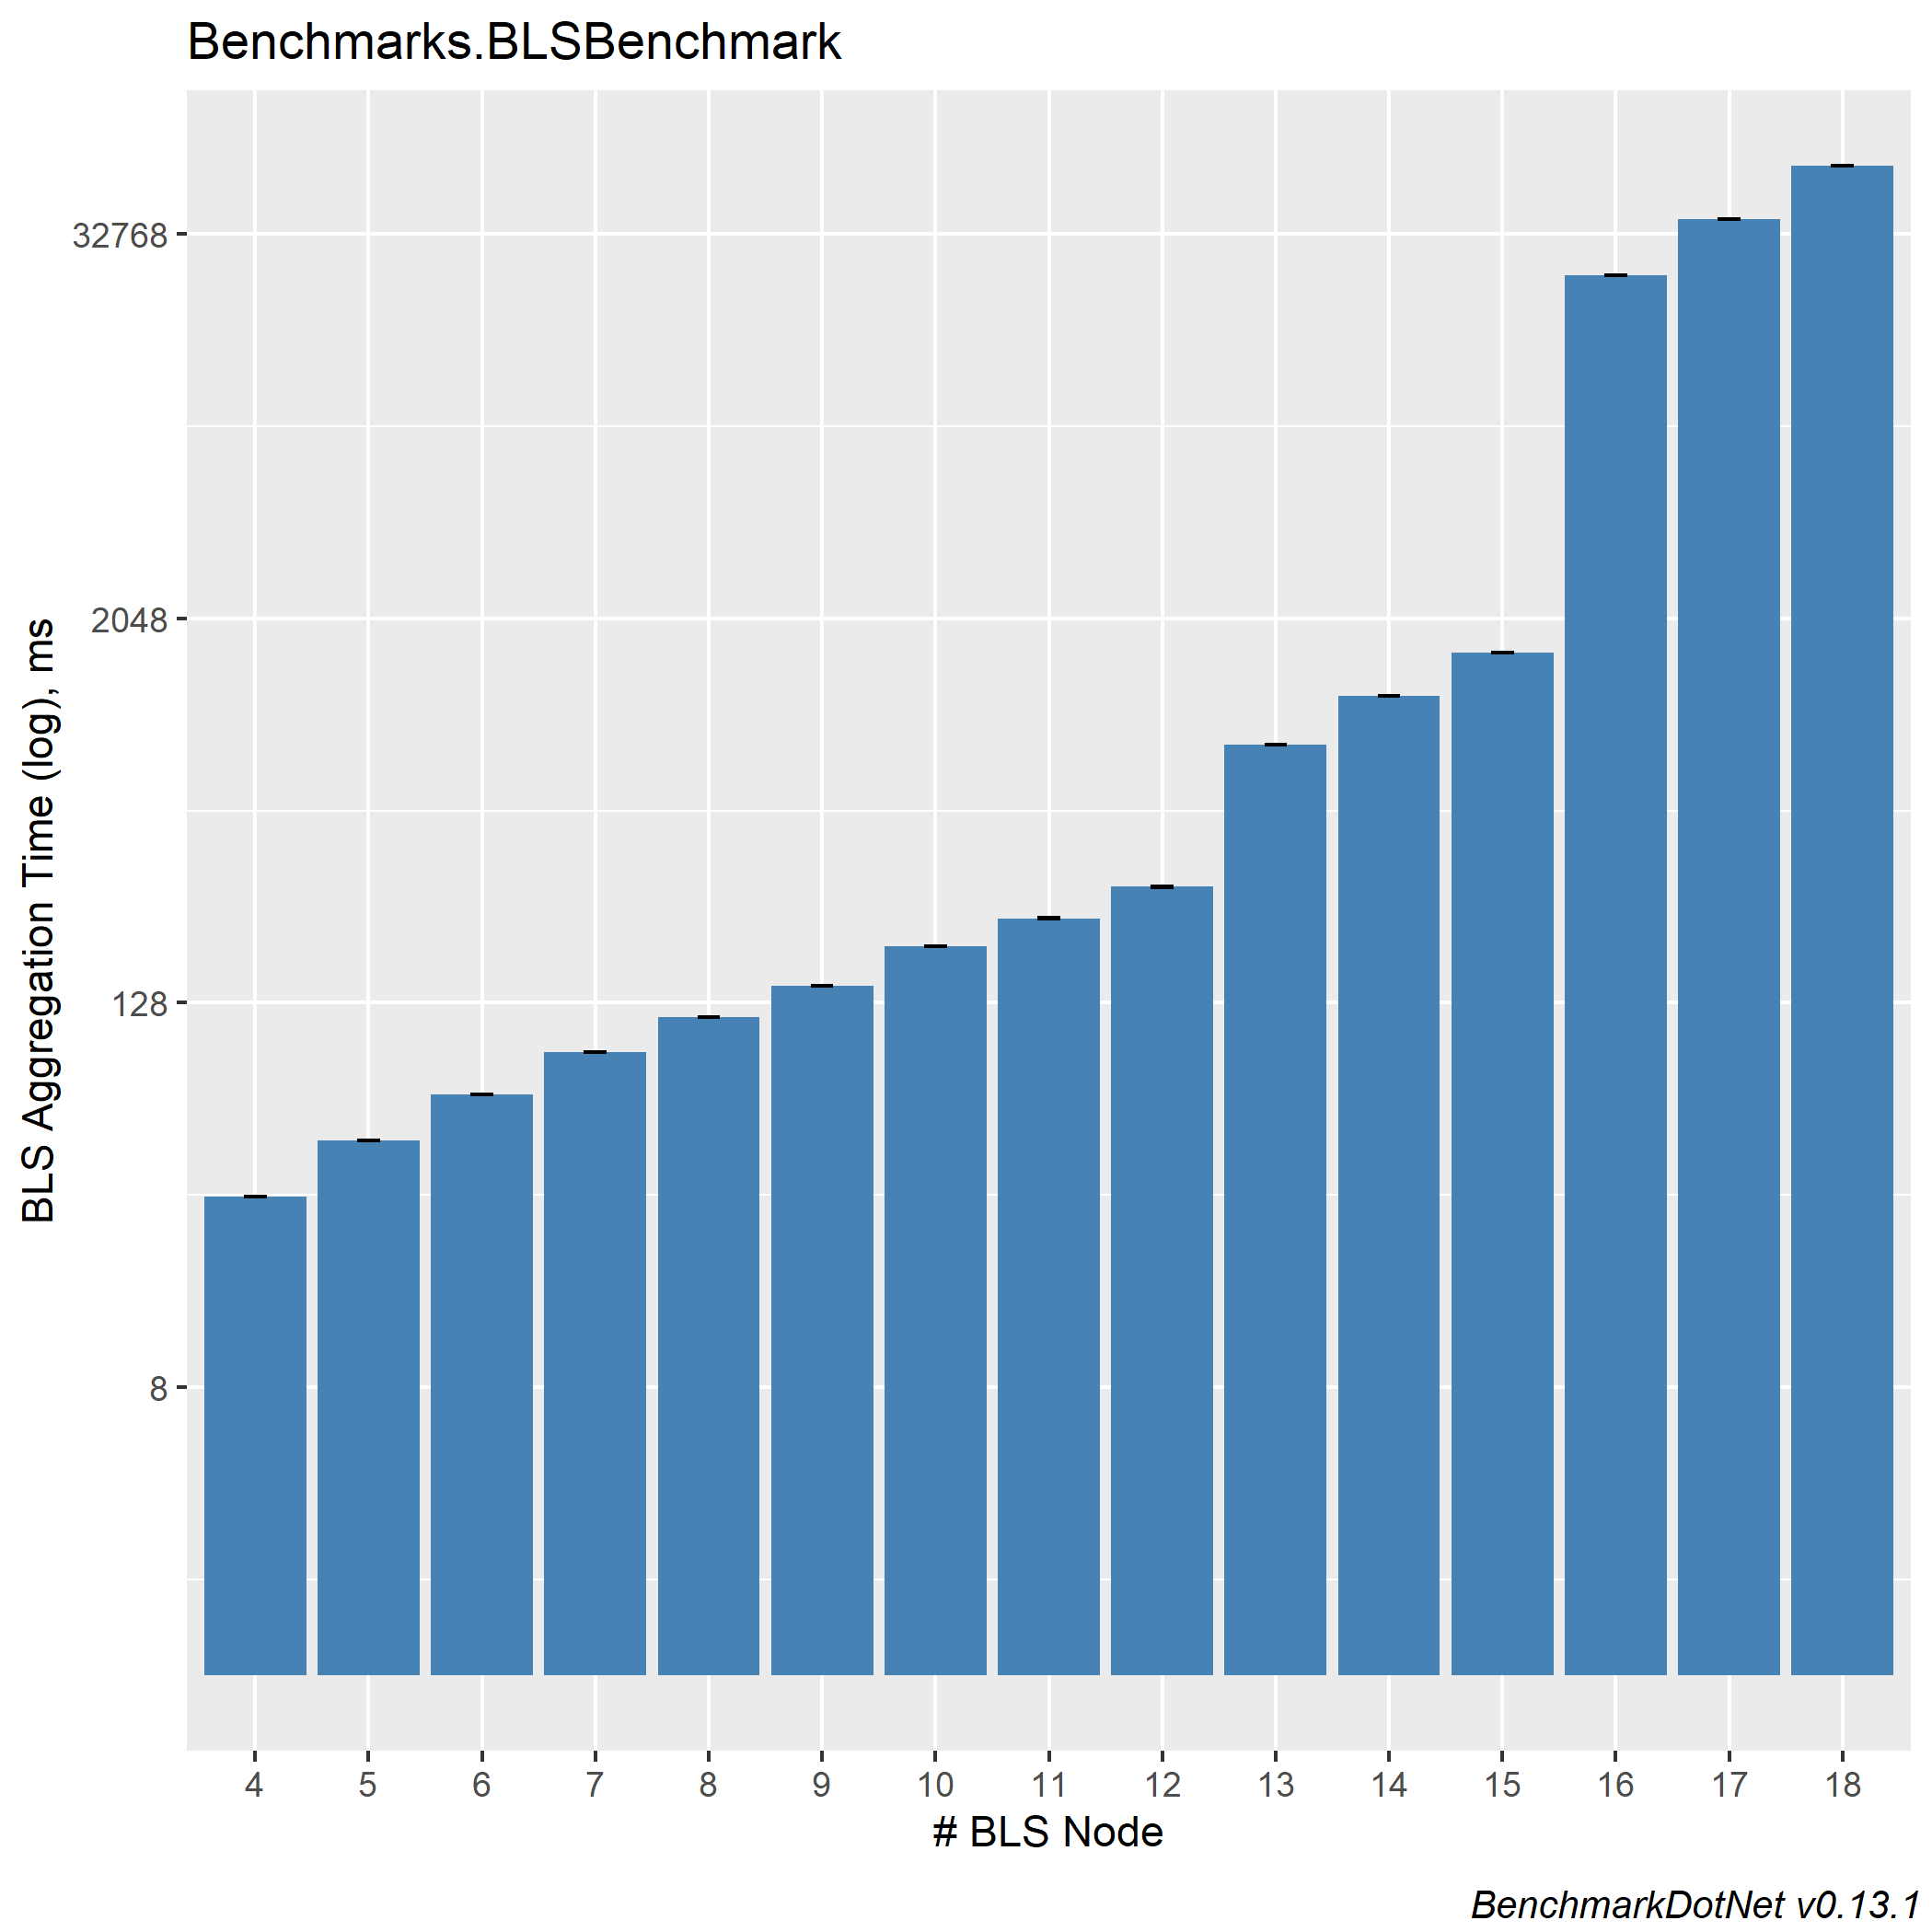 Benchmarks.BLSBenchmark
BLS Aggregation Time (log), ms
32768
2048
128
8
4 5 6 7 8 9 10 11 12 13 14 15 16 17 18
# BLS Node
BenchmarkDotNet v0.13.1